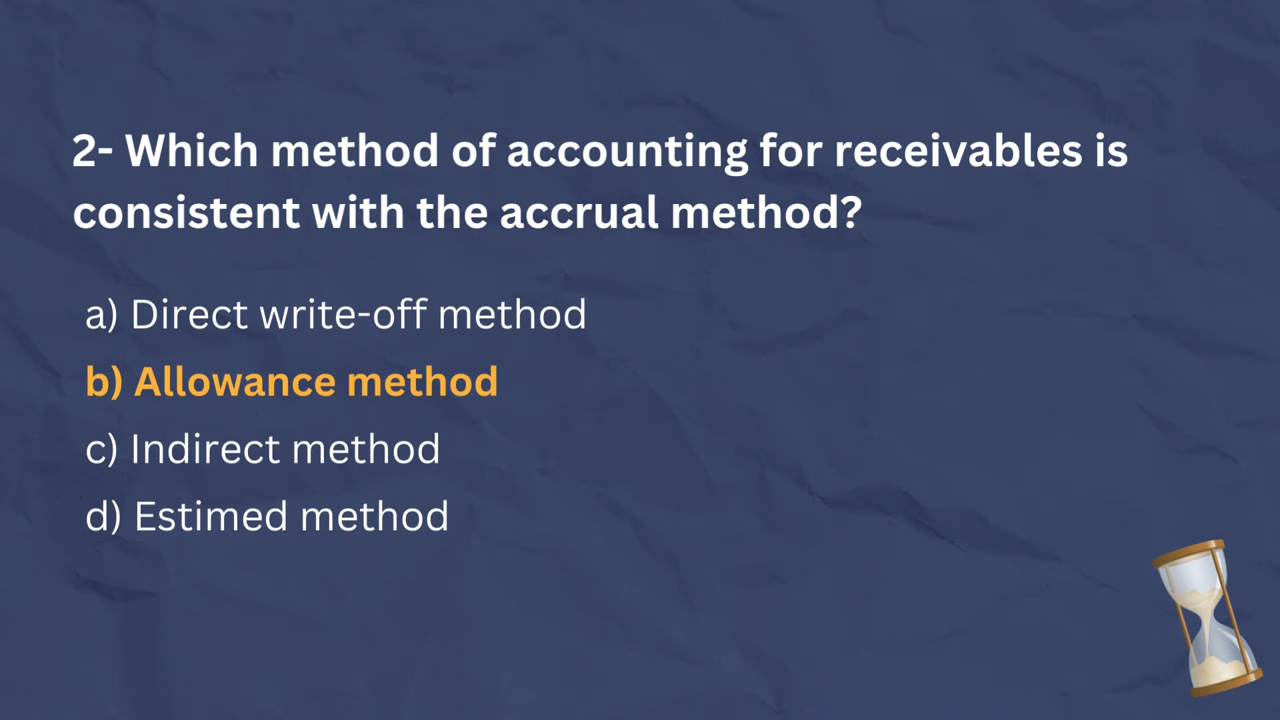 2- Which method of accounting for receivables is
consistent with the accrual method?
a) Direct write-off method
b) Allowance method
c) Indirect method
d) Estimed method